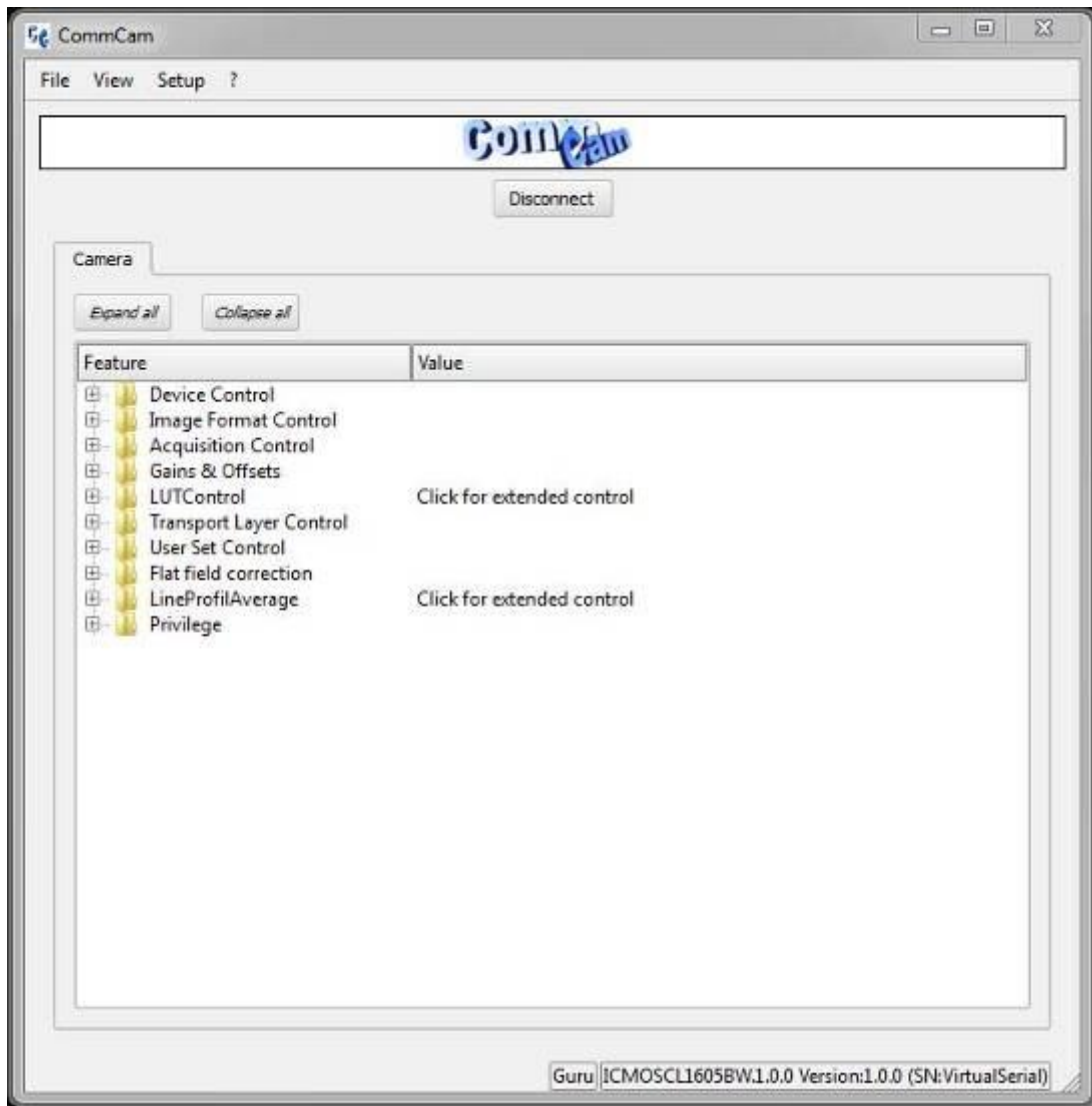 CommCam
File View Setup ?
ComCam
Disconnect
Camera
Expand all Collapse all
Feature Value
Device Control
Image Format Control
Acquisition Control
Gains & Offsets
LUTControl Click for extended control
Transport Layer Control
User Set Control
Flat field correction
LineProfilAverage Click for extended control
Privilege
Guru ICMOSCL1605BW.1.0.0 Version:1.0.0 (SN:VirtualSerial)